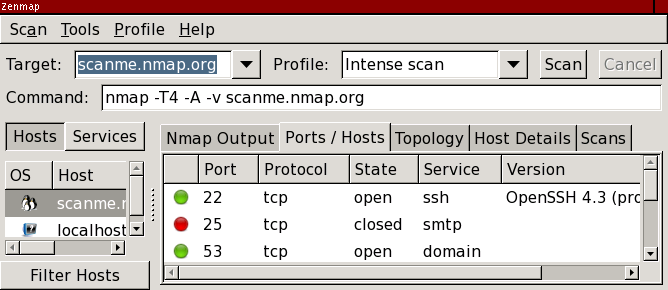 Zenmap
Scan Tools Profile Help
Target: scanme.nmap.org Profile: Intense scan Scan Cancel
Command: nmap -T4 -A -v scanme.nmap.org
Hosts Services
OS Host
scanme.r
localhost
Filter Hosts
Nmap Output Ports / Hosts Topology Host Details Scans
Port Protocol State Service Version
22 tcp open ssh OpenSSH 4.3 (pro
25 tcp closed smtp
53 tcp open domain